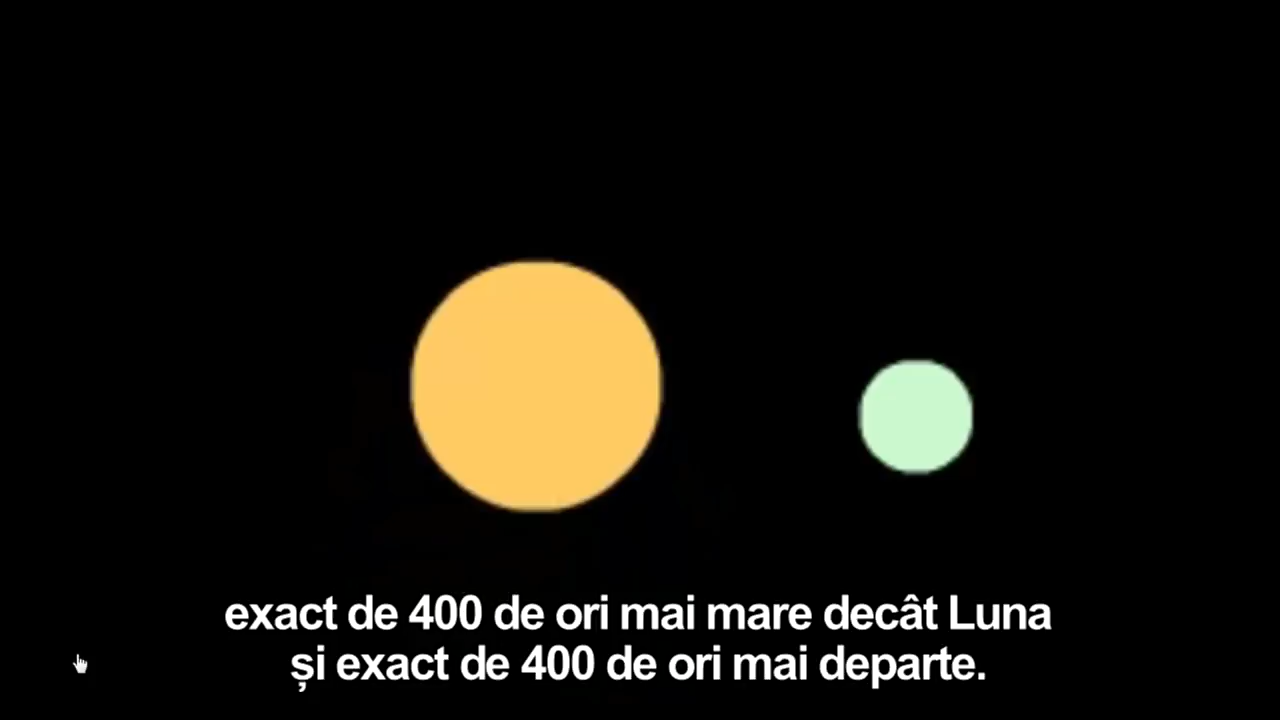 exact de 400 de ori mai mare decât Luna
și exact de 400 de ori mai departe.